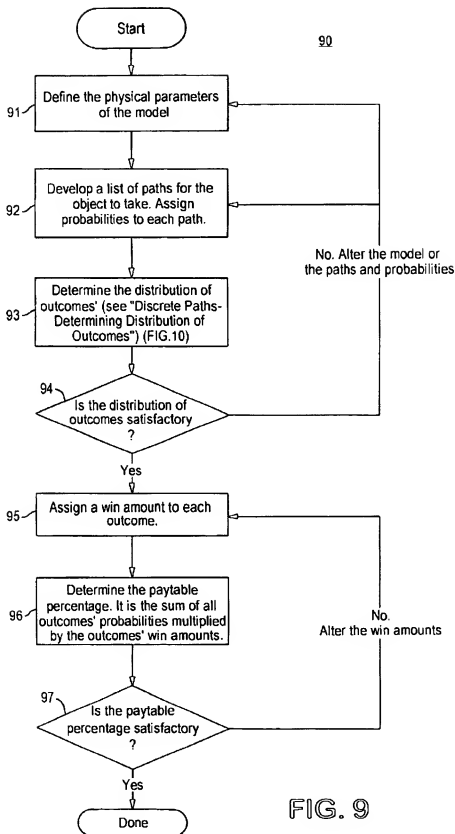 Start
90
91
Define the physical parameters
of the model
92
Develop a list of paths for the
object to take. Assign
probabilities to each path.
No. Alter the model or
the paths and probabilities
93
Determine the distribution of
outcomes' (see "Discrete Paths-
Determining Distribution of
Outcomes") (FIG.10)
94
Is the distribution of
outcomes satisfactory
?
Yes
95
Assign a win amount to each
outcome.
96
Determine the paytable
percentage. It is the sum of all
outcomes' probabilities multiplied
by the outcomes' win amounts.
No.
Alter the win amounts
97
Is the paytable
percentage satisfactory
?
Yes
Done
FIG. 9